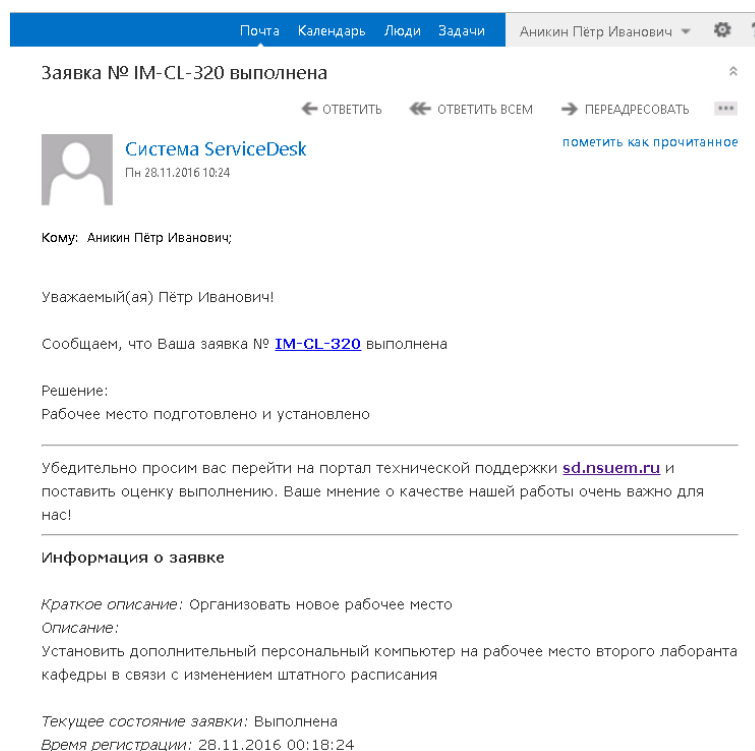 Почта Календарь Люди Задачи Аникин Пётр Иванович
Заявка № IM-CL-320 выполнена
ОТВЕТИТЬ ОТВЕТИТЬ ВСЕМ ПЕРЕАДРЕСОВАТЬ
Система ServiceDesk
пометить как прочитанное
Пн 28.11.2016 10:24
Кому: Аникин Пётр Иванович;
Уважаемый(ая) Пётр Иванович!
Сообщаем, что Ваша заявка № IM-CL-320 выполнена
Решение:
Рабочее место подготовлено и установлено
Убедительно просим вас перейти на портал технической поддержки sd.nsuem.ru и
поставить оценку выполнению. Ваше мнение о качестве нашей работы очень важно для
нас!
Информация о заявке
Краткое описание: Организовать новое рабочее место
Описание:
Установить дополнительный персональный компьютер на рабочее место второго лаборанта
кафедры в связи с изменением штатного расписания
Текущее состояние заявки: Выполнена
Время регистрации: 28.11.2016 00:18:24